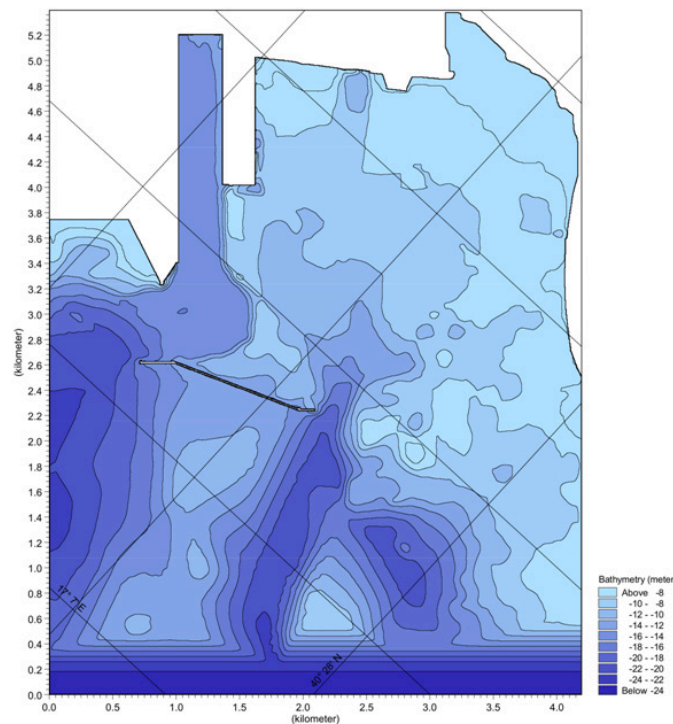 5.2
5.0
4.8
4.6
4.4
4.2
4.0
3.8
3.6
3.4
3.2
3.0
2.8
2.6
2.4
2.2
2.0
1.8
1.6
1.4
1.2
1.0
0.8
0.6
0.4
0.2
0.0
(kilometer)
17° 7' E
40° 28' N
0.0 0.5 1.0 1.5 2.0 2.5 3.0 3.5 4.0
(kilometer)
Bathymetry (meter
Above -8
-10 - -8
-12 - -10
-14 - -12
-16 - -14
-18 - -16
-20 - -18
-22 - -20
-24 - -22
Below -24